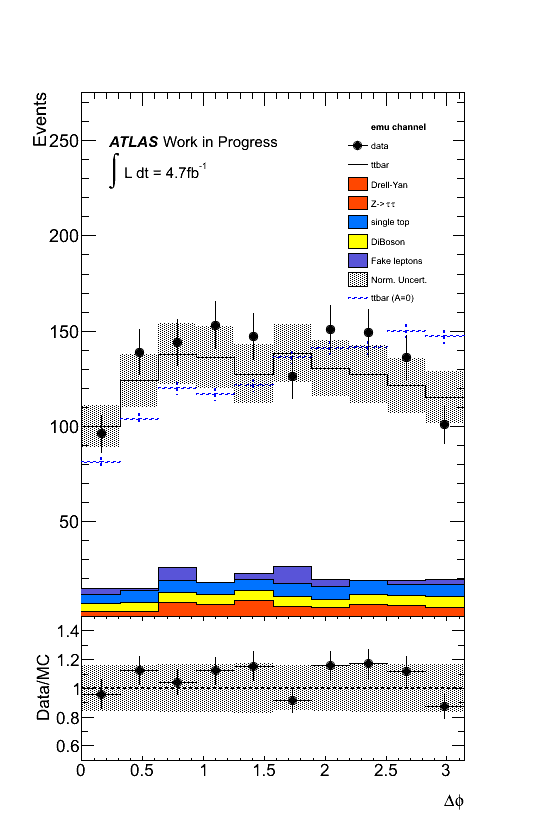 Events
250
200
150
100
50
ATLAS Work in Progress
∫ L dt = 4.7fb⁻¹
emu channel
data
ttbar
Drell-Yan
Z->ττ
single top
DiBoson
Fake leptons
Norm. Uncert.
ttbar (A=0)
Data/MC
1.4
1.2
1
0.8
0.6
0 0.5 1 1.5 2 2.5 3
Δϕ